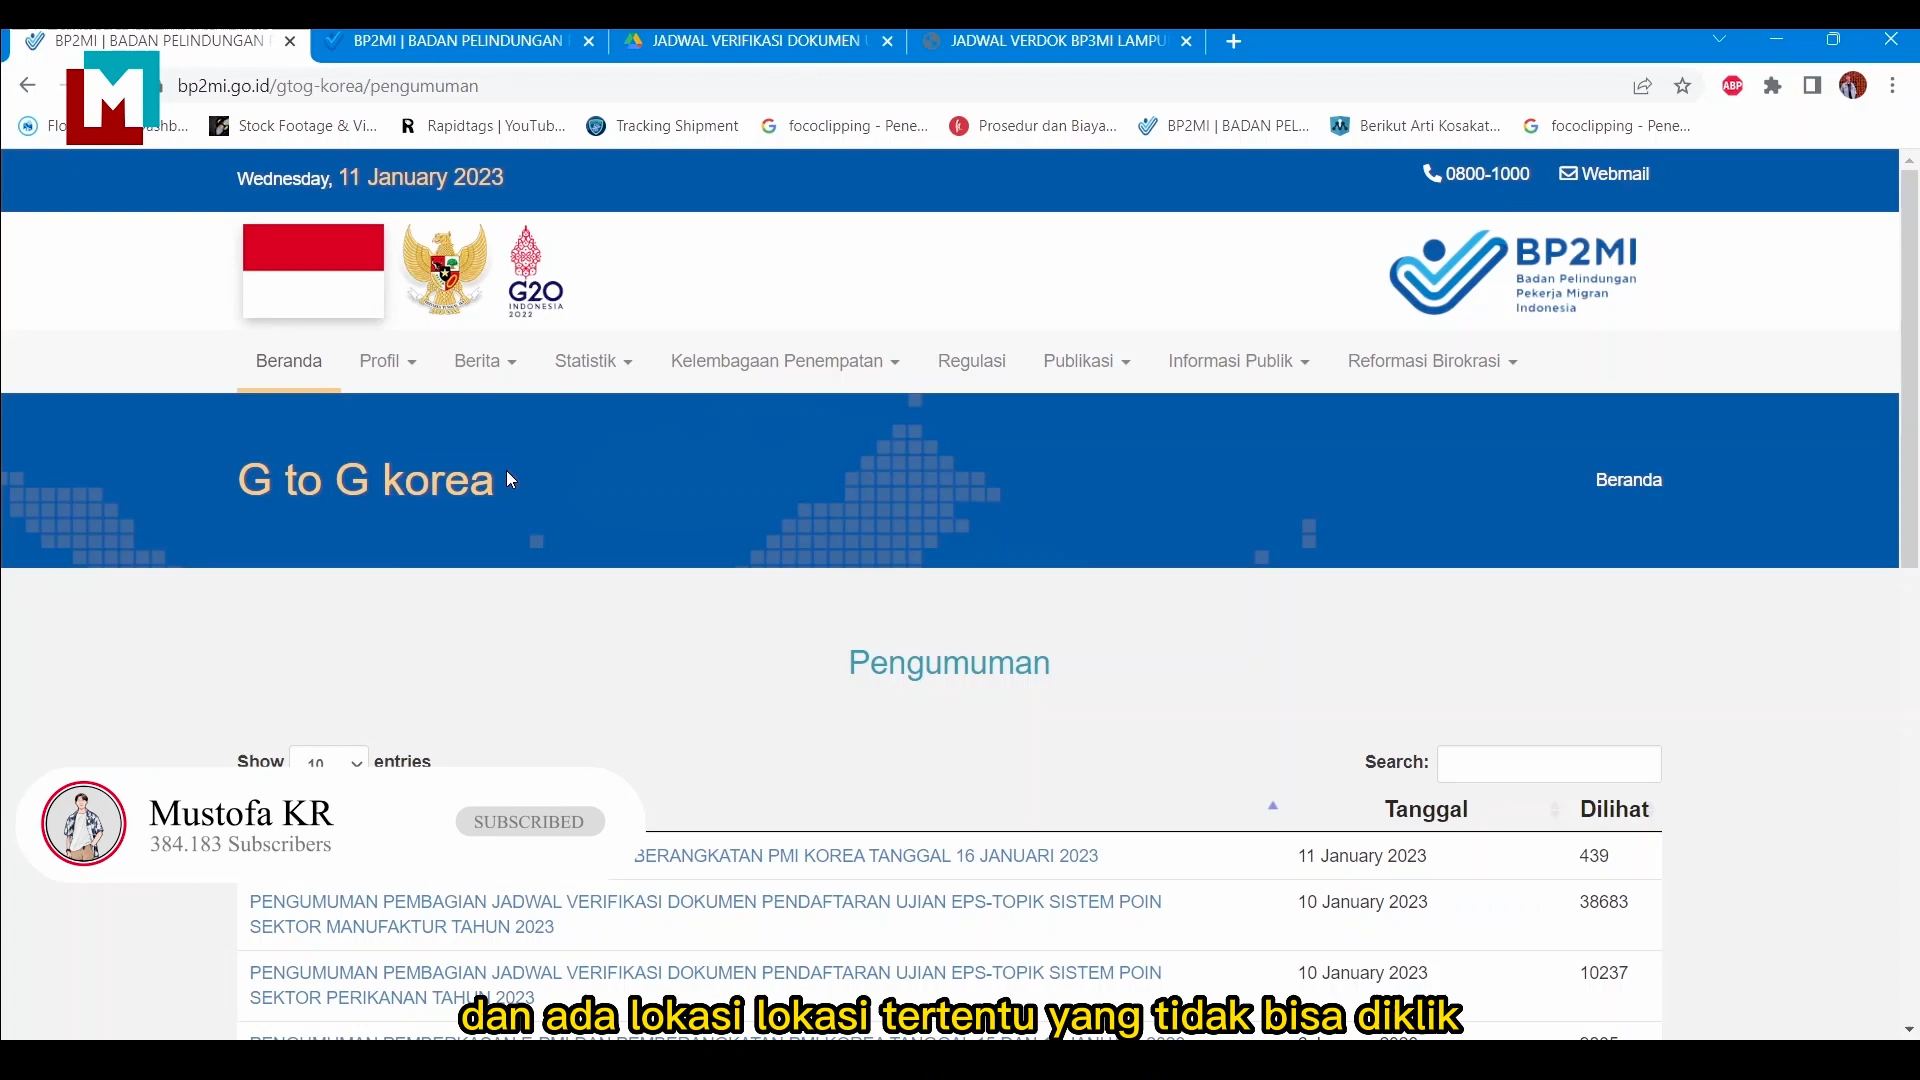 BP2MI | BADAN PELINDUNGAN
BP2MI | BADAN PELINDUNGAN
JADWAL VERIFIKASI DOKUMEN
JADWAL VERDOK BP3MI LAMPU
bp2mi.go.id/gtog-korea/pengumuman
ABP
M
Stock Footage & Vi...
Rapidtags | YouTub...
Tracking Shipment
fococlipping - Pene...
Prosedur dan Biaya...
BP2MI | BADAN PEL...
Berikut Arti Kosakat...
fococlipping - Pene...
Wednesday, 11 January 2023
0800-1000
Webmail
G20
INDONESIA
2022
BP2MI
Badan Pelindungan
Pekerja Migran
Indonesia
Beranda
Profil
Berita
Statistik
Kelembagaan Penempatan
Regulasi
Publikasi
Informasi Publik
Reformasi Birokrasi
G to G korea
Beranda
Pengumuman
Show 10 entries
Search:
Tanggal
Dilihat
Mustofa KR
384.183 Subscribers
SUBSCRIBED
BERANGKATAN PMI KOREA TANGGAL 16 JANUARI 2023
11 January 2023
439
PENGUMUMAN PEMBAGIAN JADWAL VERIFIKASI DOKUMEN PENDAFTARAN UJIAN EPS-TOPIK SISTEM POIN
SEKTOR MANUFAKTUR TAHUN 2023
10 January 2023
38683
PENGUMUMAN PEMBAGIAN JADWAL VERIFIKASI DOKUMEN PENDAFTARAN UJIAN EPS-TOPIK SISTEM POIN
SEKTOR PERIKANAN TAHUN 2023
10 January 2023
10237
dan ada lokasi lokasi tertentu yang tidak bisa diklik